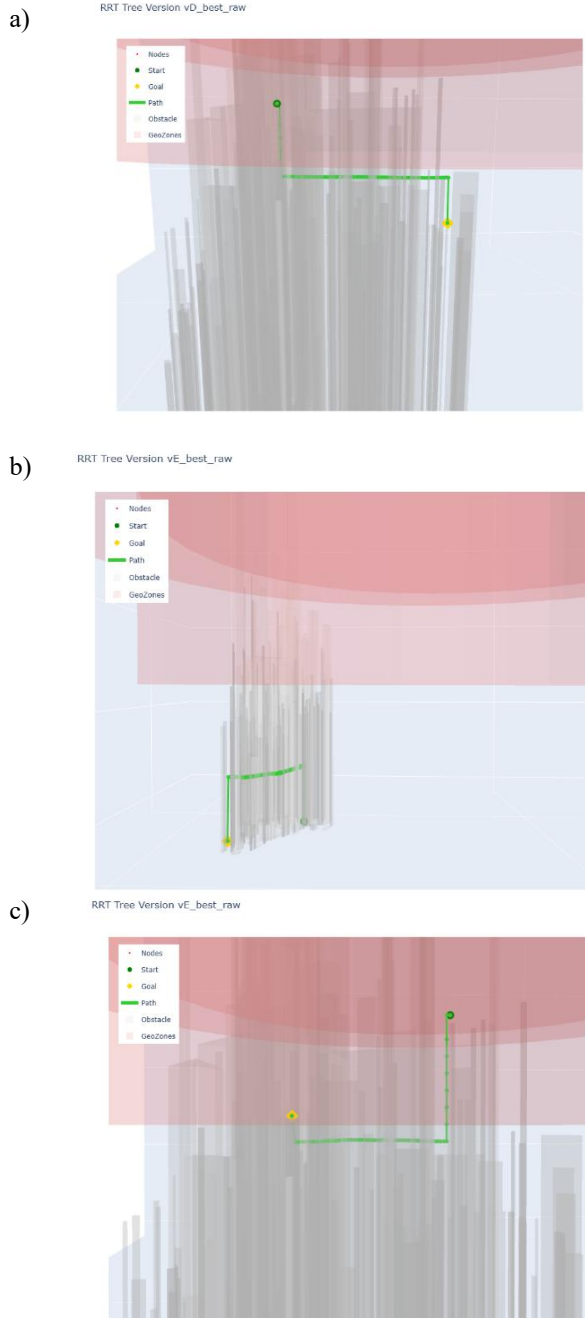 a)
RRT Tree Version vD_best_raw
Nodes
Start
Goal
Path
Obstacle
GeoZones
b)
RRT Tree Version vE_best_raw
Nodes
Start
Goal
Path
Obstacle
GeoZones
c)
RRT Tree Version vE_best_raw
Nodes
Start
Goal
Path
Obstacle
GeoZones